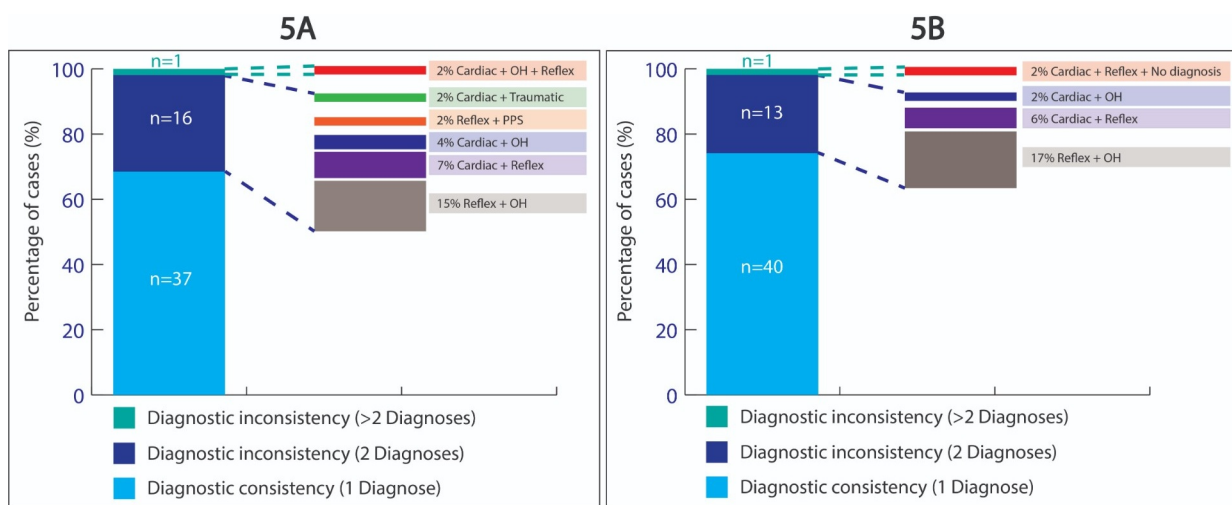 5A
Percentage of cases (%)
100
80
60
40
20
0
n=1
n=16
n=37
2% Cardiac + OH + Reflex
2% Cardiac + Traumatic
2% Reflex + PPS
4% Cardiac + OH
7% Cardiac + Reflex
15% Reflex + OH
Diagnostic inconsistency (>2 Diagnoses)
Diagnostic inconsistency (2 Diagnoses)
Diagnostic consistency (1 Diagnose)
5B
Percentage of cases (%)
100
80
60
40
20
0
n=1
n=13
n=40
2% Cardiac + Reflex + No diagnosis
2% Cardiac + OH
6% Cardiac + Reflex
17% Reflex + OH
Diagnostic inconsistency (>2 Diagnoses)
Diagnostic inconsistency (2 Diagnoses)
Diagnostic consistency (1 Diagnose)